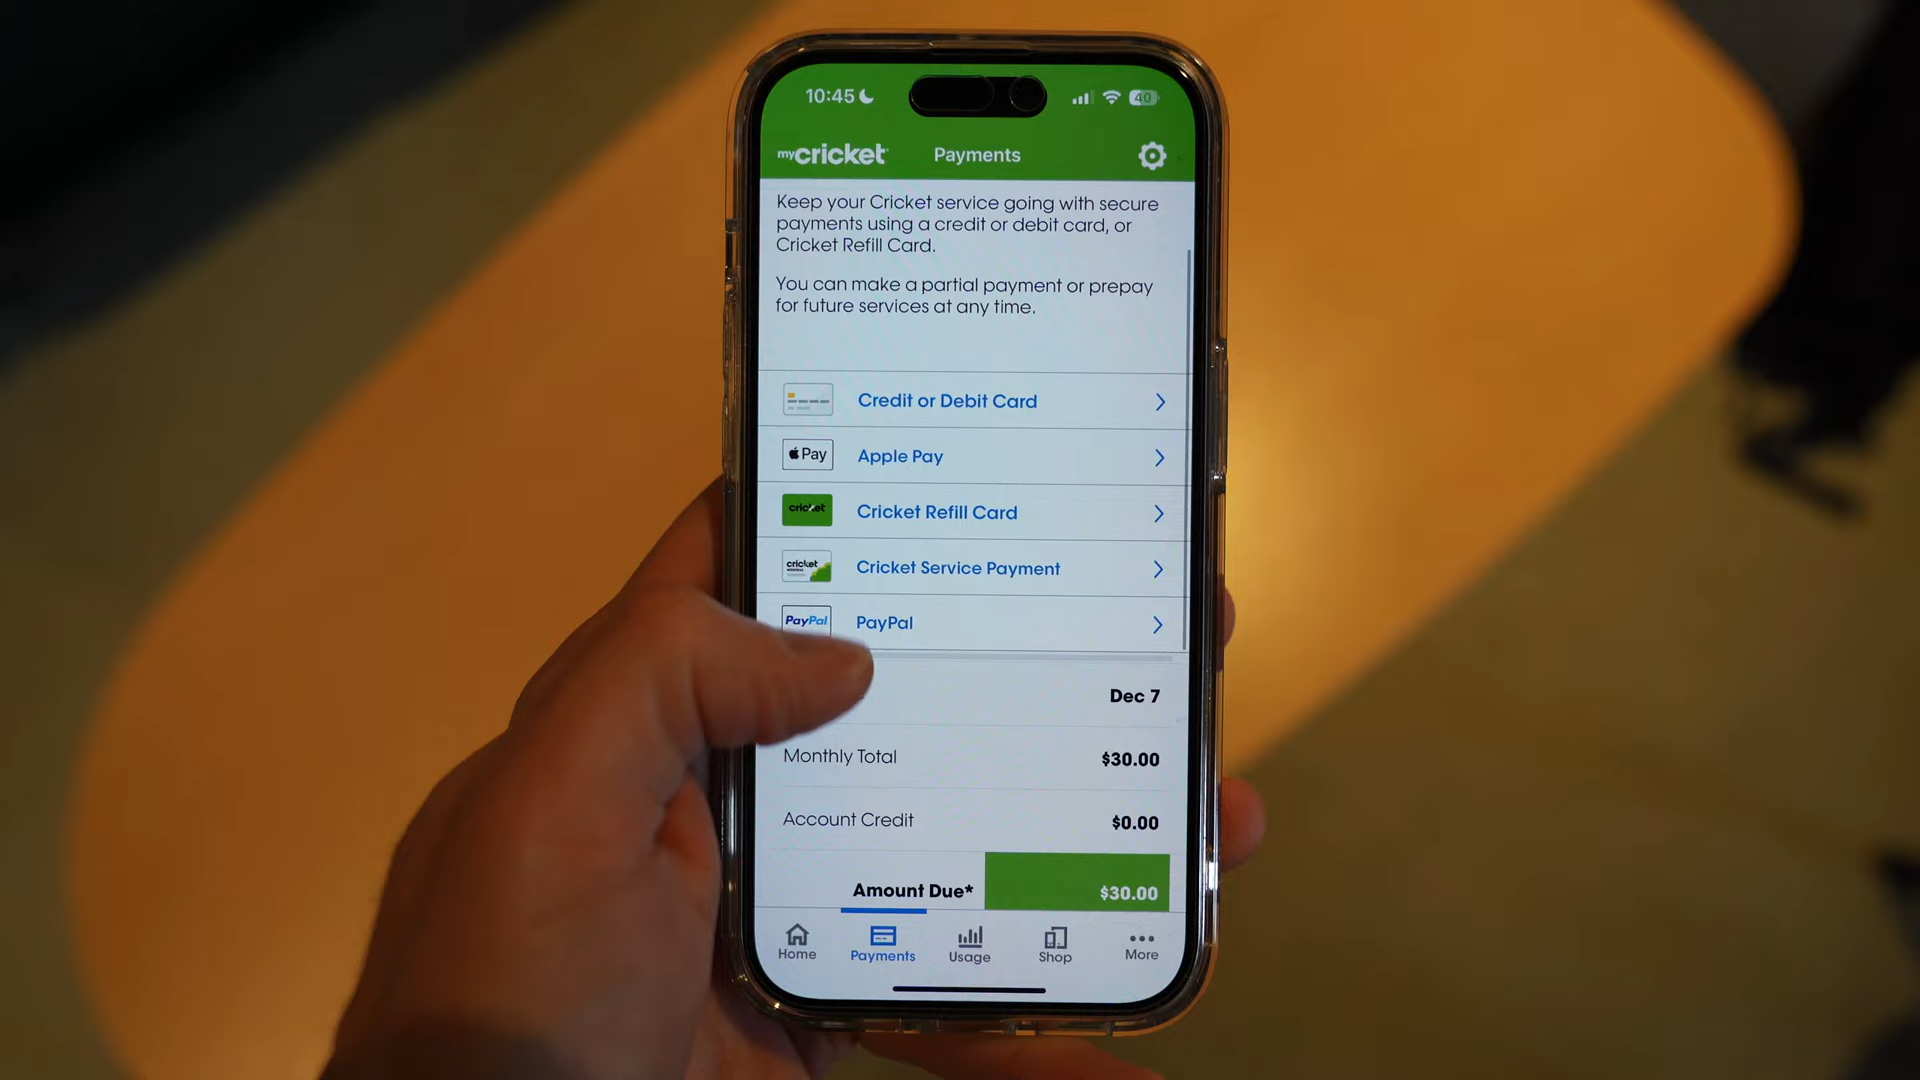 10:45
40
mycricket Payments
Keep your Cricket service going with secure
payments using a credit or debit card, or
Cricket Refill Card.
You can make a partial payment or prepay
for future services at any time.
Credit or Debit Card
Pay Apple Pay
cricket Cricket Refill Card
cricket Cricket Service Payment
PayPal PayPal
Dec 7
Monthly Total $30.00
Account Credit $0.00
Amount Due* $30.00
Home Payments Usage Shop More